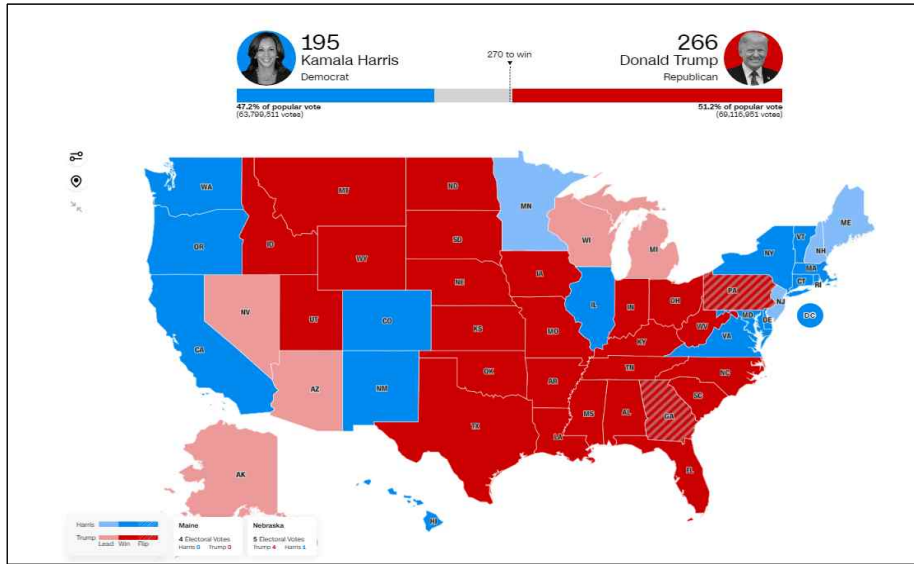 195
Kamala Harris
Democrat
270 to win
266
Donald Trump
Republican
47.2% of popular vote
(63,799,511 votes)
51.2% of popular vote
(69,116,951 votes)
WA
OR
CA
NV
ID
MT
WY
UT
AZ
CO
NM
ND
SD
NE
KS
OK
TX
MN
IA
MO
AR
LA
WI
IL
MI
IN
OH
KY
TN
MS
AL
GA
FL
SC
NC
VA
WV
PA
NY
VT
NH
ME
MA
CT
RI
NJ
DE
MD
DC
AK
HI
Harris
Trump
Lead Win Flip
Maine
4 Electoral Votes
Harris 0 Trump 0
Nebraska
5 Electoral Votes
Trump 4 Harris 1